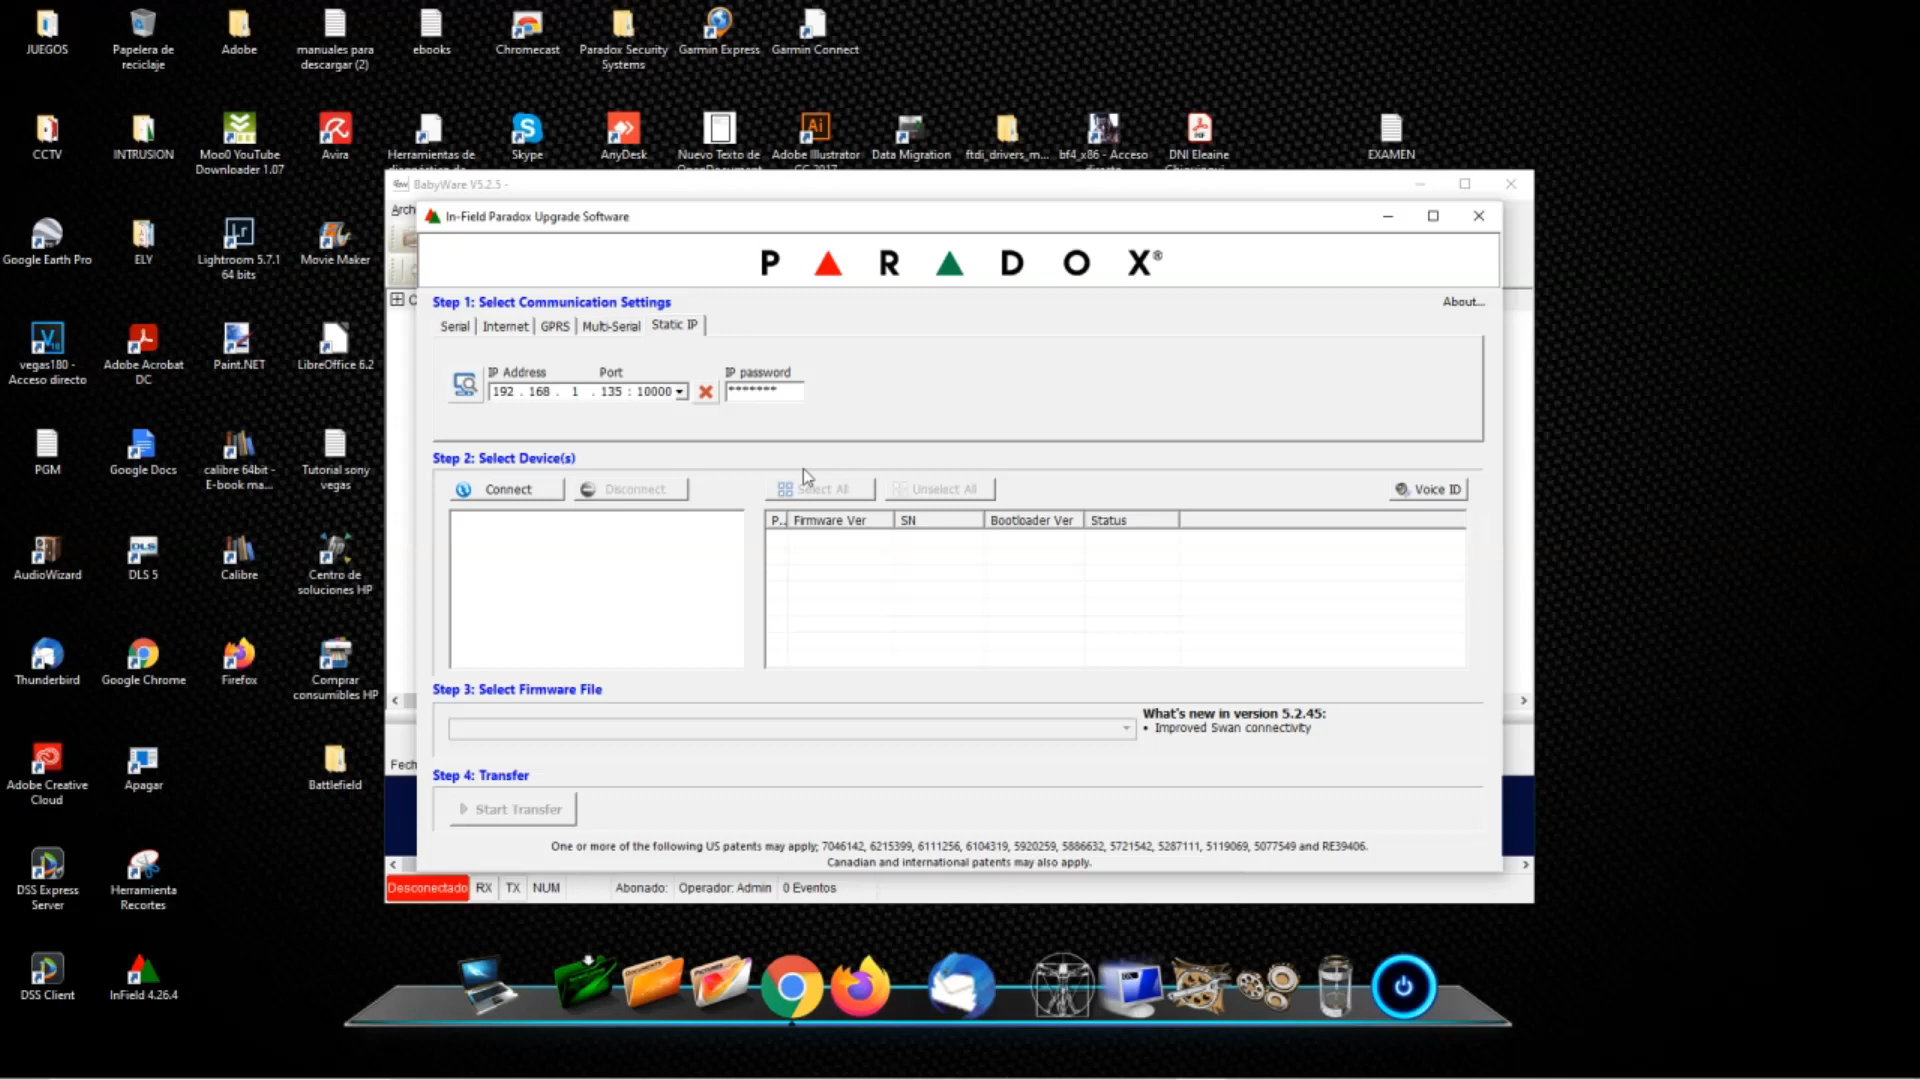 JUEGOS
Papelera de
reciclaje
Adobe
manuales para
descargar (2)
ebooks
Chromecast
Paradox Security
Systems
Garmin Express
Garmin Connect
CCTV
INTRUSION
Moo0 YouTube
Downloader 1.07
Avira
Herramientas de
Skype
AnyDesk
Nuevo Texto de
Adobe Illustrator
Data Migration
ftdi_drivers_m...
bf4_x86 - Acceso
DNI Eleaine
EXAMEN
BabyWare V5.2.5 -
Arch
In-Field Paradox Upgrade Software
PARADOX®
Step 1: Select Communication Settings
About...
Serial
Internet
GPRS
Multi-Serial
Static IP
IP Address
Port
IP password
192 . 168 . 1 . 135 : 10000
*******
Step 2: Select Device(s)
Connect
Disconnect
Select All
Unselect All
Voice ID
P..
Firmware Ver
SN
Bootloader Ver
Status
Step 3: Select Firmware File
What's new in version 5.2.45:
• Improved Swan connectivity
Fech
Step 4: Transfer
Start Transfer
One or more of the following US patents may apply; 7046142, 6215399, 6111256, 6104319, 5920259, 5886632, 5721542, 5287111, 5119069, 5077549 and RE39406.
Canadian and international patents may also apply.
Desconectado
RX
TX
NUM
Abonado:
Operador: Admin
0 Eventos
Google Earth Pro
ELY
Lightroom 5.7.1
64 bits
Movie Maker
vegas180 -
Acceso directo
Adobe Acrobat
DC
Paint.NET
LibreOffice 6.2
PGM
Google Docs
calibre 64bit -
E-book ma...
Tutorial sony
vegas
AudioWizard
DLS 5
Calibre
Centro de
soluciones HP
Thunderbird
Google Chrome
Firefox
Comprar
consumibles HP
Adobe Creative
Cloud
Apagar
Battlefield
DSS Express
Server
Herramienta
Recortes
DSS Client
InField 4.26.4